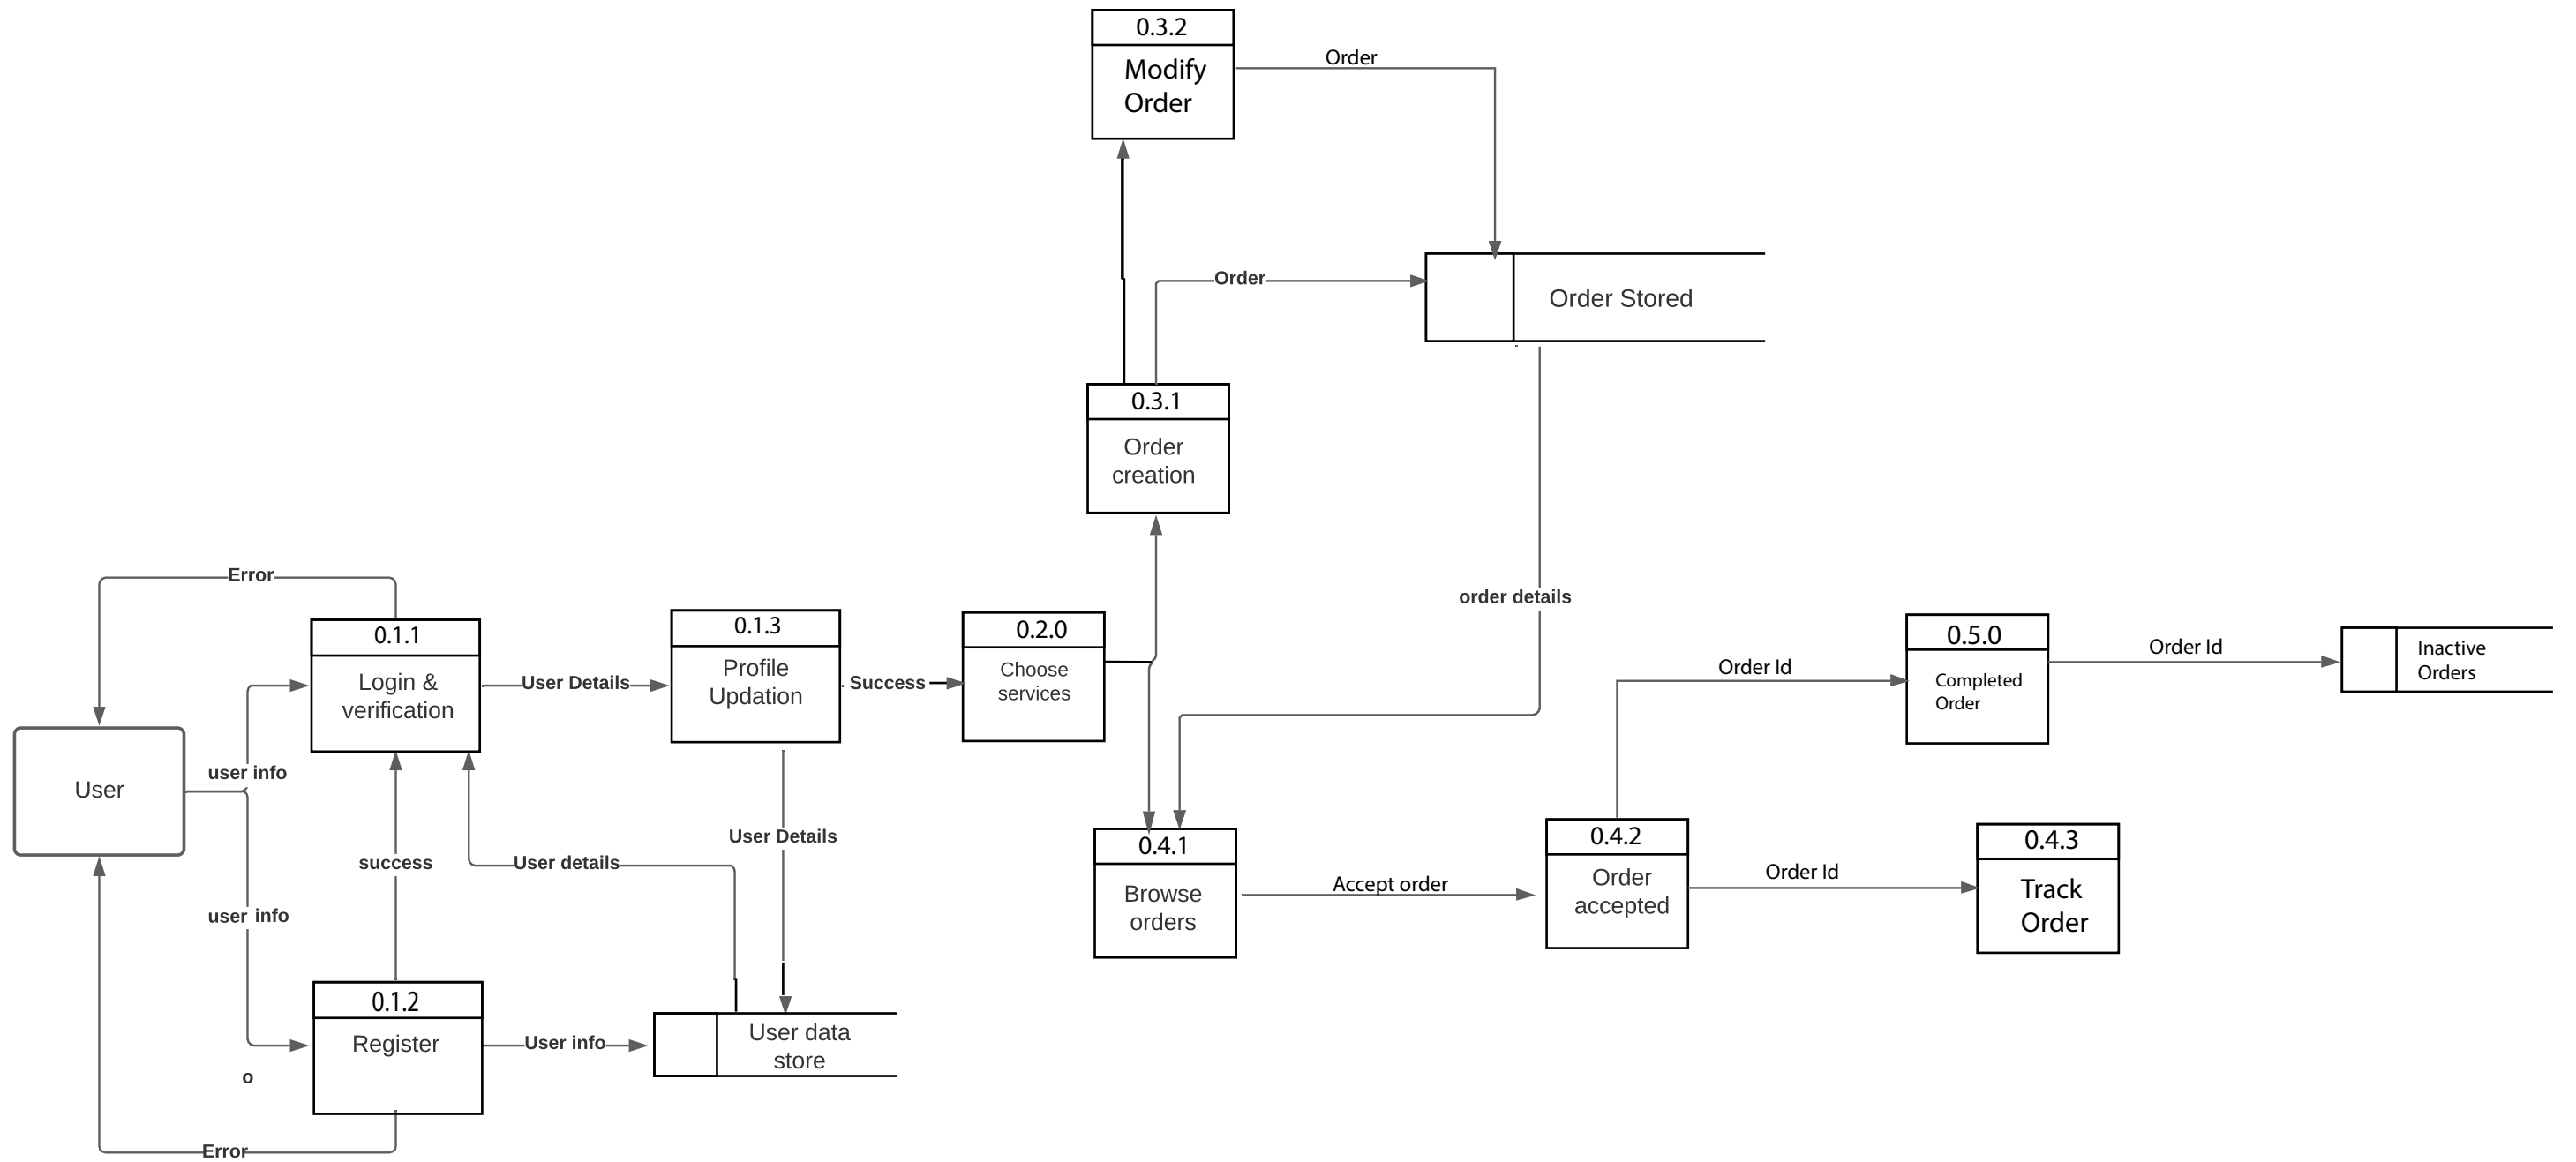 0.3.2
Modify
Order
Order
Order Stored
Order
0.3.1
Order
creation
order details
Error
0.1.1
Login &
verification
User Details
0.1.3
Profile
Updation
Success
0.2.0
Choose
services
0.5.0
Completed
Order
Order Id
Order Id
Inactive
Orders
User
user info
user info
success
User details
User Details
0.4.1
Browse
orders
Accept order
0.4.2
Order
accepted
Order Id
0.4.3
Track
Order
0.1.2
Register
User info
User data
store
o
Error